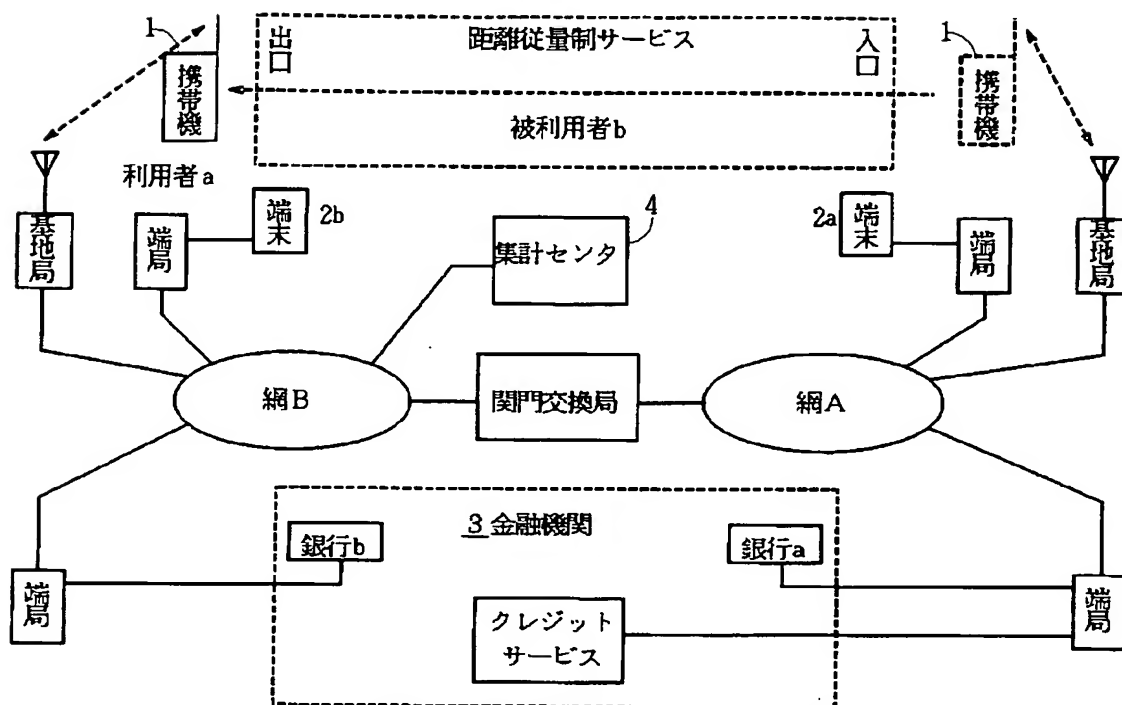 1
携帯機
出口
距離従量制サービス
入口
1
携帯機
被利用者b
利用者a
基地局
端局
端末
2b
集計センタ
4
2a
端末
端局
基地局
網B
関門交換局
網A
3 金融機関
銀行b
銀行a
端局
クレジット
サービス
端局